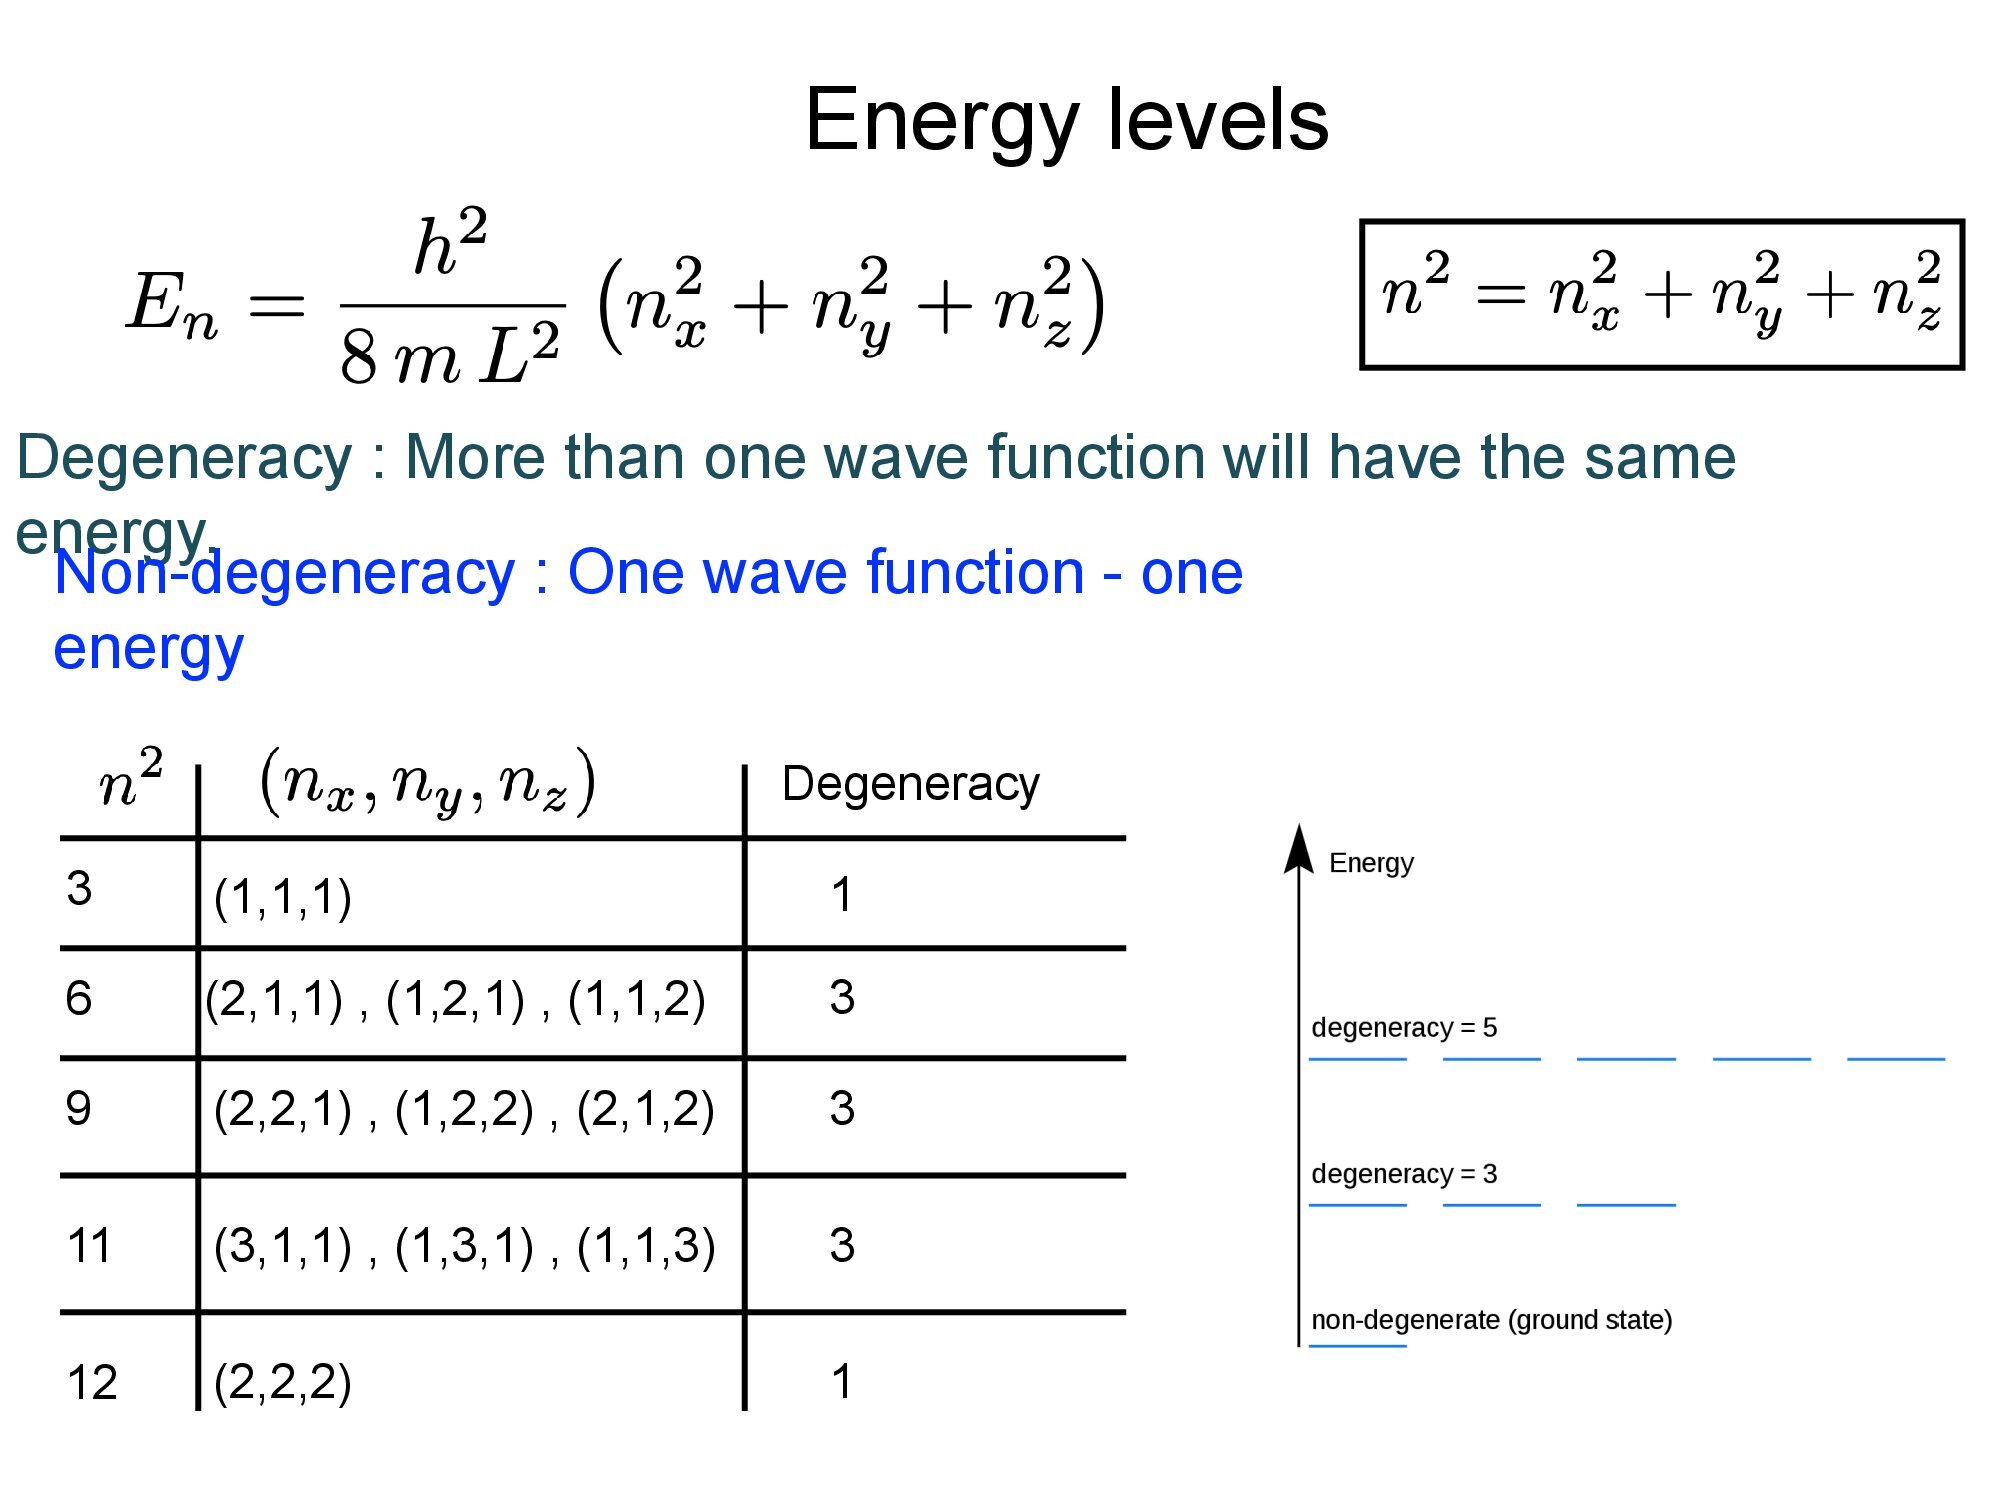 Energy levels
E_n = h^2 / (8 m L^2) (n_x^2 + n_y^2 + n_z^2)
n^2 = n_x^2 + n_y^2 + n_z^2
Degeneracy : More than one wave function will have the same
energy.
Non-degeneracy : One wave function - one
energy
n^2 (n_x, n_y, n_z) Degeneracy
3 (1,1,1) 1
6 (2,1,1) , (1,2,1) , (1,1,2) 3
9 (2,2,1) , (1,2,2) , (2,1,2) 3
11 (3,1,1) , (1,3,1) , (1,1,3) 3
12 (2,2,2) 1
Energy
degeneracy = 5
degeneracy = 3
non-degenerate (ground state)